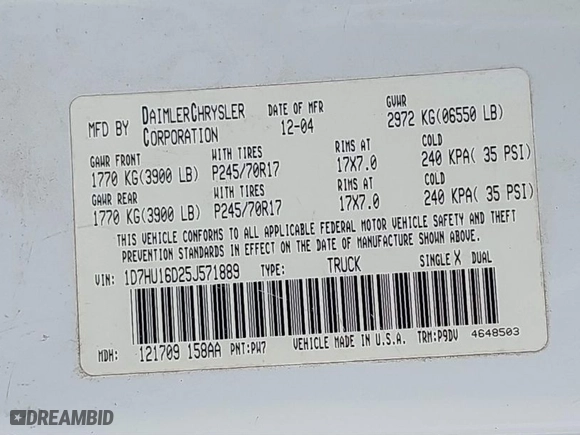 MFD BY DAIMLERCHRYSLER CORPORATION DATE OF MFR 12-04 GVWR 2972 KG(06550 LB)
GAWR FRONT WITH TIRES RIMS AT COLD
1770 KG(3900 LB) P245/70R17 17X7.0 240 KPA( 35 PSI)
GAWR REAR WITH TIRES RIMS AT COLD
1770 KG(3900 LB) P245/70R17 17X7.0 240 KPA( 35 PSI)
THIS VEHICLE CONFORMS TO ALL APPLICABLE FEDERAL MOTOR VEHICLE SAFETY AND THEFT
PREVENTION STANDARDS IN EFFECT ON THE DATE OF MANUFACTURE SHOWN ABOVE.
VIN: 1D7HU16D25J571889 TYPE: TRUCK SINGLE X DUAL
MDH: 121709 158AA PNT:PW7 VEHICLE MADE IN U.S.A. TRM:P9DV 4648503
DREAMBID